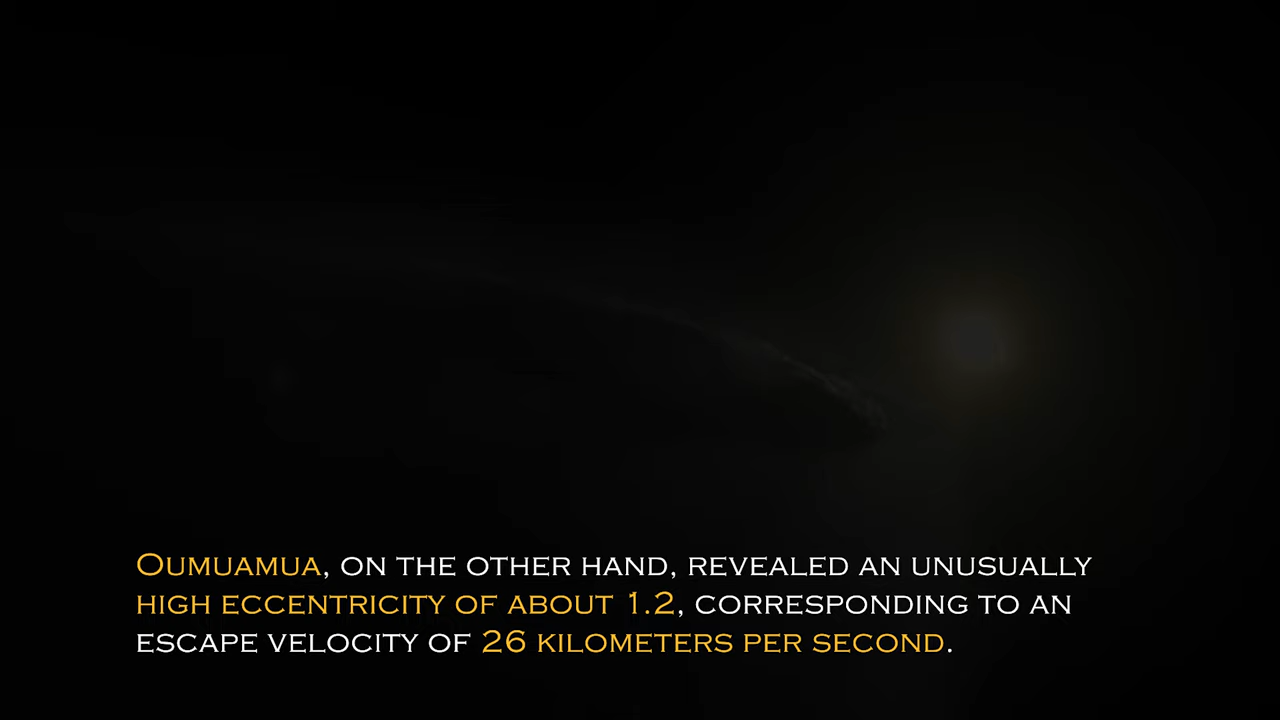 Oumuamua, on the other hand, revealed an unusually
high eccentricity of about 1.2, corresponding to an
escape velocity of 26 kilometers per second.